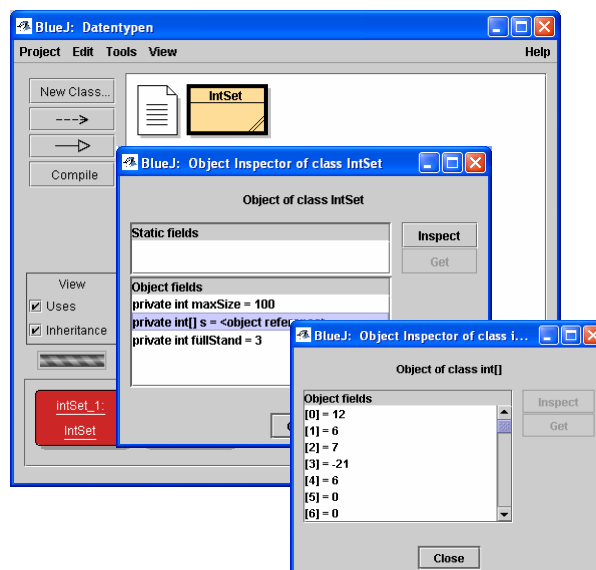 BlueJ: Datentypen
Project Edit Tools View Help
New Class...
--->
Compile
IntSet
BlueJ: Object Inspector of class IntSet
Object of class IntSet
Static fields
Inspect
Get
Object fields
private int maxSize = 100
private int[] s = <object
private int füllStand = 3
View
Uses
Inheritance
intSet_1:
IntSet
BlueJ: Object Inspector of class i...
Object of class int[]
Object fields
[0] = 12
[1] = 6
[2] = 7
[3] = -21
[4] = 6
[5] = 0
[6] = 0
Inspect
Get
Close